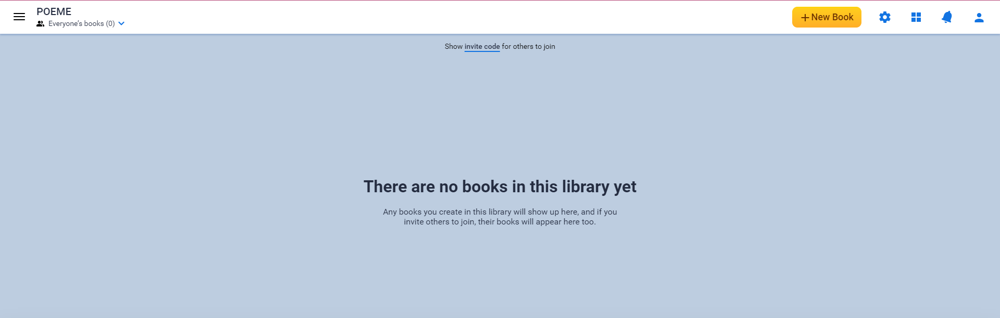 POEME
Everyone's books (0)
New Book
Show invite code for others to join
There are no books in this library yet
Any books you create in this library will show up here, and if you
invite others to join, their books will appear here too.